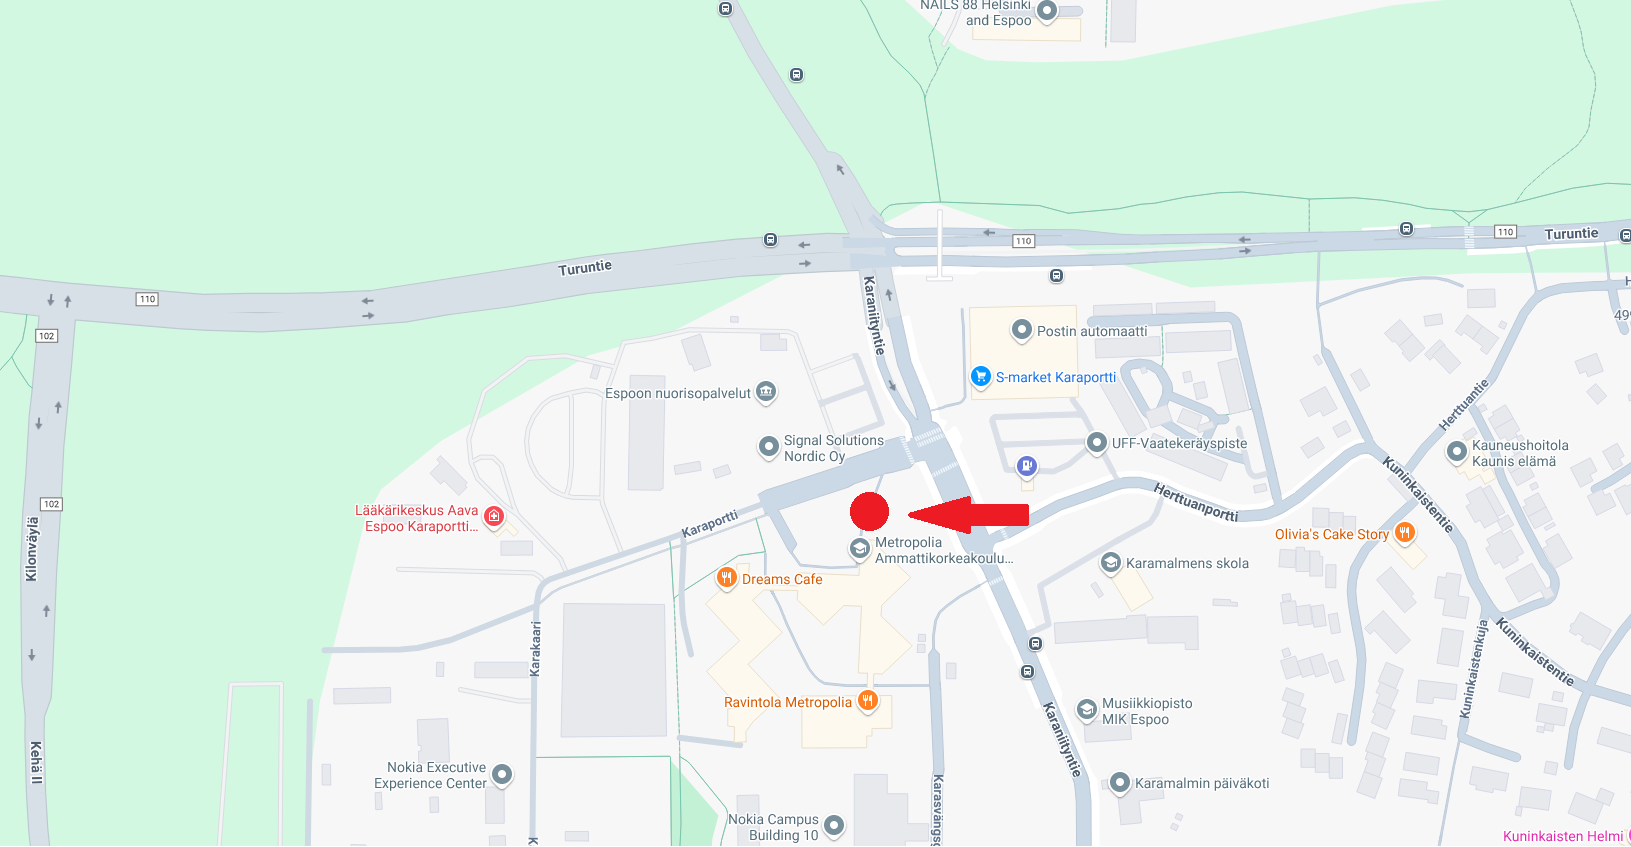 NAILS 88 Helsinki
and Espoo
110
110
Turuntie
Turuntie
110
102
Karaniityntie
Postin automaatti
S-market Karaportti
Espoon nuorisopalvelut
Signal Solutions
Nordic Oy
UFF-Vaatekeräyspiste
Herttuantie
Kauneushoitola
Kaunis elämä
Kuninkaistentie
Herttuanportti
102
Kilonväylä
Lääkärikeskus Aava
Espoo Karaportti…
Karaportti
Olivia's Cake Story
Metropolia
Ammattikorkeakoulu…
Karamalmens skola
Dreams Cafe
Karakaari
Kuninkaistenkuja
Kuninkaistentie
Ravintola Metropolia
Musiikkiopisto
MIK Espoo
Karaniityntie
Kehä II
Nokia Executive
Experience Center
Karamalmin päiväkoti
Nokia Campus
Building 10
Kuninkaisten Helmi